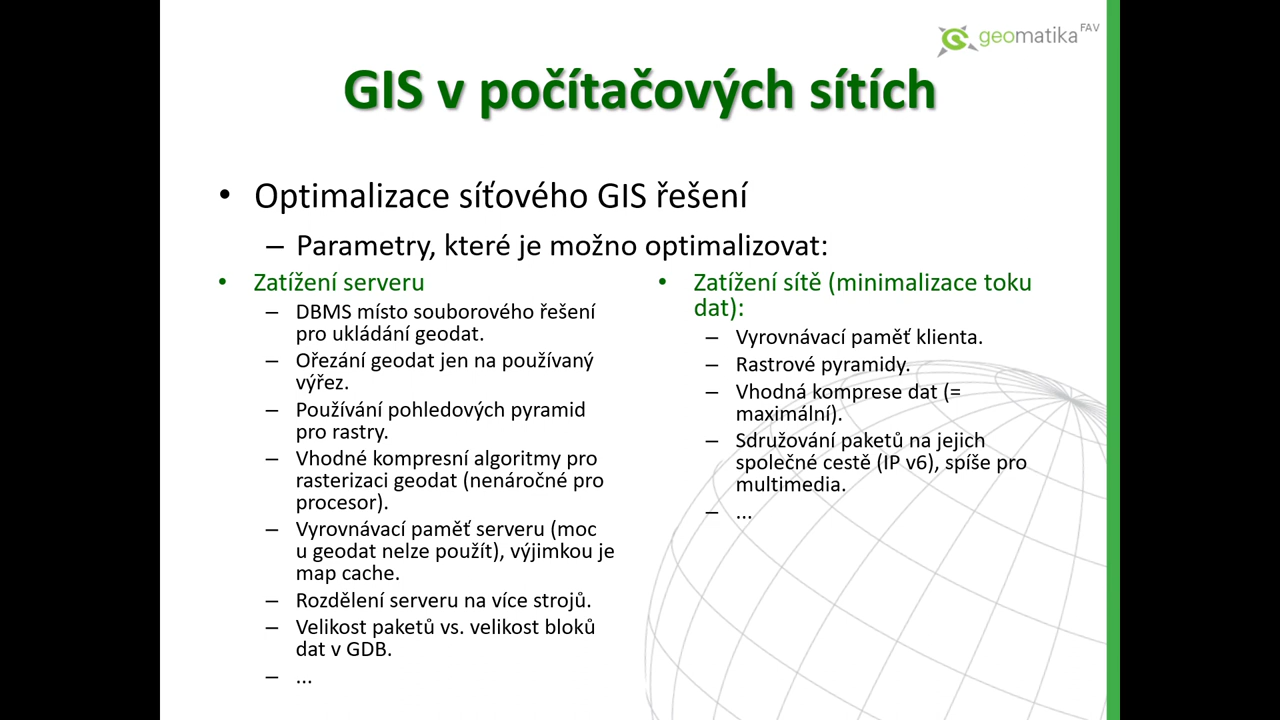 geomatika FAV
GIS v počítačových sítích
• Optimalizace síťového GIS řešení
– Parametry, které je možno optimalizovat:
• Zatížení serveru
– DBMS místo souborového řešení
pro ukládání geodat.
– Ořezání geodat jen na používaný
výřez.
– Používání pohledových pyramid
pro rastry.
– Vhodné kompresní algoritmy pro
rasterizaci geodat (nenáročné pro
procesor).
– Vyrovnávací paměť serveru (moc
u geodat nelze použít), výjimkou je
map cache.
– Rozdělení serveru na více strojů.
– Velikost paketů vs. velikost bloků
dat v GDB.
– ...
• Zatížení sítě (minimalizace toku
dat):
– Vyrovnávací paměť klienta.
– Rastrové pyramidy.
– Vhodná komprese dat (=
maximální).
– Sdružování paketů na jejich
společné cestě (IP v6), spíše pro
multimedia.
– ...